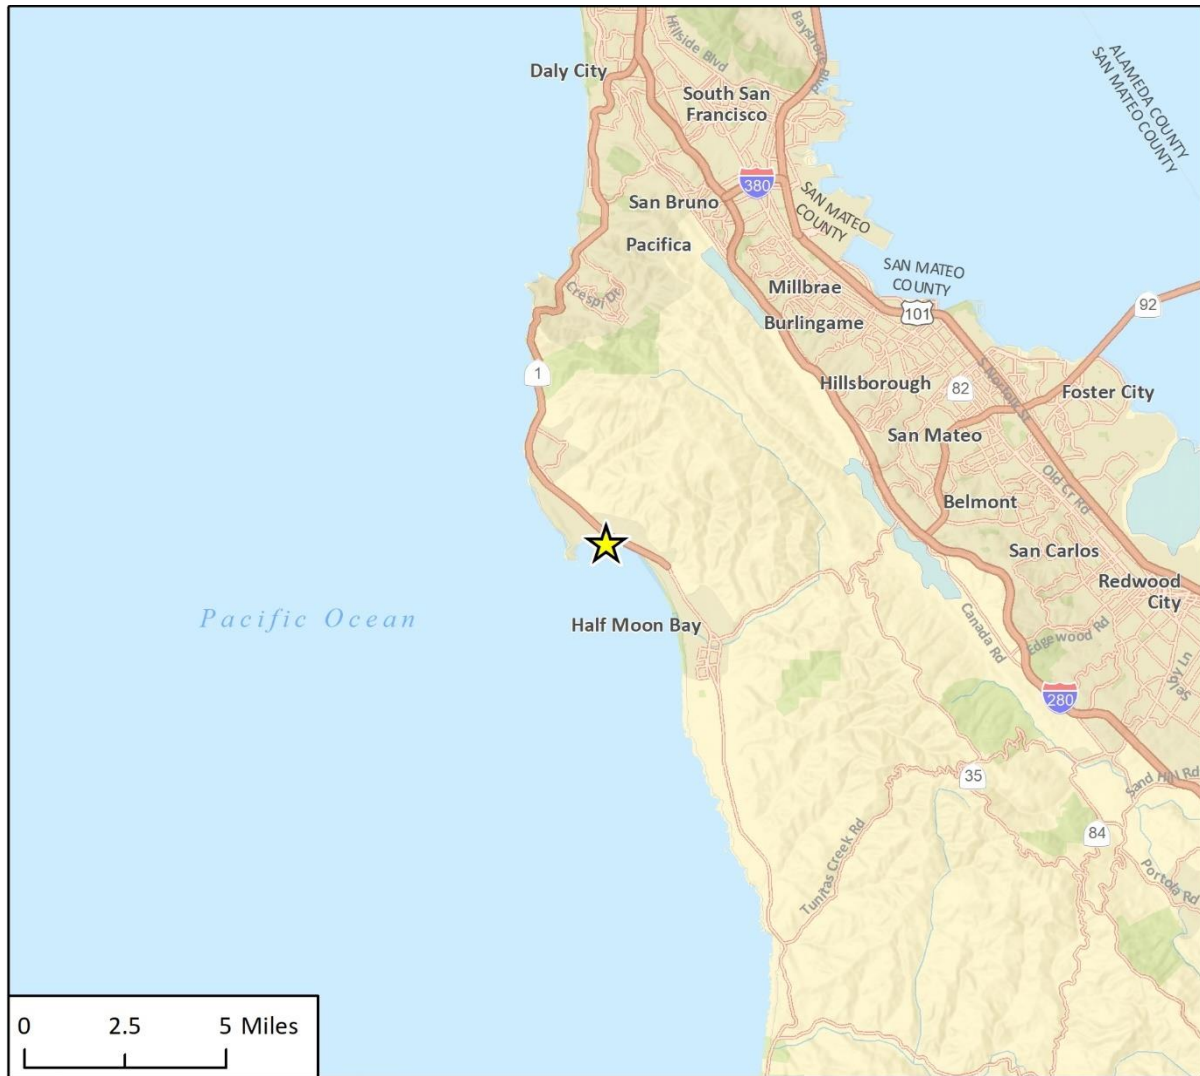 Hillside Blvd
Bayshore Blvd
Daly City
South San
Francisco
ALAMEDA COUNTY
SAN MATEO COUNTY
380
San Bruno
SAN MATEO
COUNTY
Pacifica
SAN MATEO
COUNTY
Millbrae
Crespi Dr
92
101
Burlingame
1
Hillsborough
82
S Norfolk St
Foster City
San Mateo
Old Cr Rd
Belmont
San Carlos
Redwood
City
Pacific Ocean
Half Moon Bay
Canada Rd
Edgewood Rd
Selby Ln
280
35
Sand Hill Rd
84
Tunitas Creek Rd
Portola Rd
0 2.5 5 Miles